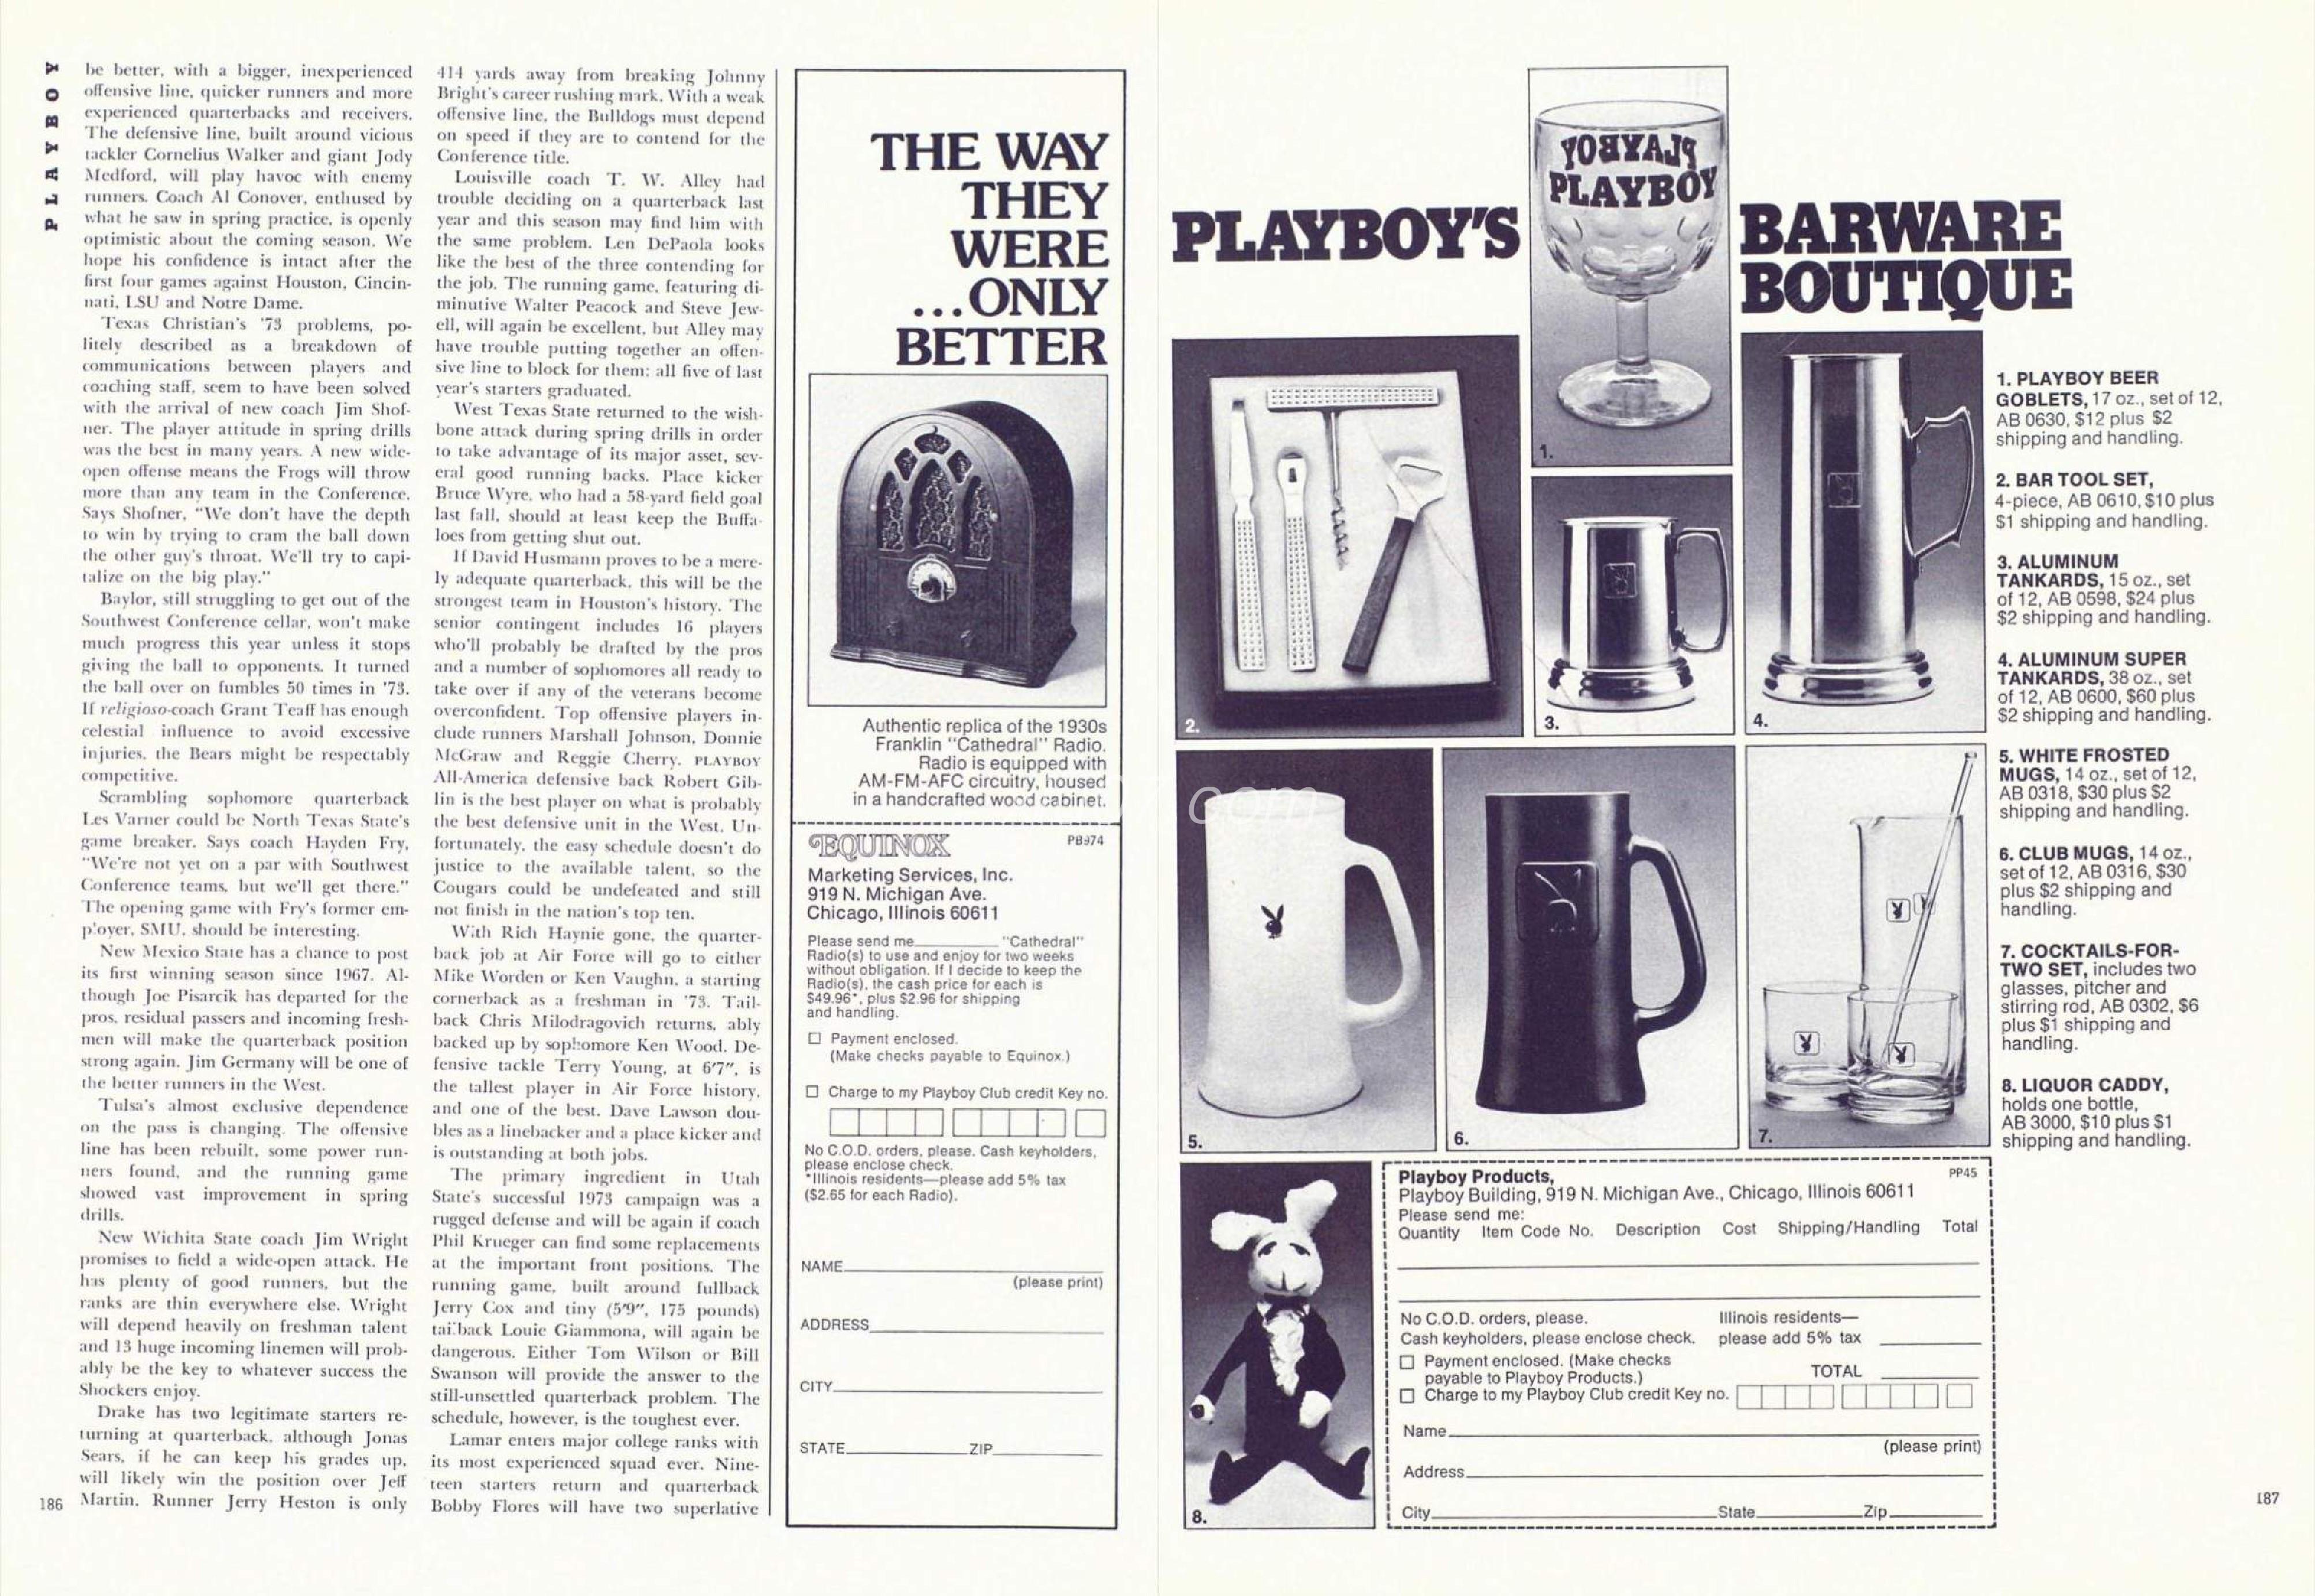 PLAYBOY
be better, with a bigger, inexperienced
offensive line, quicker runners and more
experienced quarterbacks and receivers.
The defensive line, built around vicious
tackler Cornelius Walker and giant Jody
Medford, will play havoc with enemy
runners. Coach Al Conover, enthused by
what he saw in spring practice, is openly
optimistic about the coming season. We
hope his confidence is intact after the
first four games against Houston, Cincin-
nati, LSU and Notre Dame.
Texas Christian's '73 problems, po-
litely described as a breakdown of
communications between players and
coaching staff, seem to have been solved
with the arrival of new coach Jim Shof-
ner. The player attitude in spring drills
was the best in many years. A new wide-
open offense means the Frogs will throw
more than any team in the Conference.
Says Shofner, "We don't have the depth
to win by trying to cram the ball down
the other guy's throat. We'll try to capi-
talize on the big play."
Baylor, still struggling to get out of the
Southwest Conference cellar, won't make
much progress this year unless it stops
giving the ball to opponents. It turned
the ball over on fumbles 50 times in '73.
If religioso-coach Grant Teaff has enough
celestial influence to avoid excessive
injuries, the Bears might be respectably
competitive.
Scrambling sophomore quarterback
Les Varner could be North Texas State's
game breaker. Says coach Hayden Fry,
"We're not yet on a par with Southwest
Conference teams, but we'll get there."
The opening game with Fry's former em-
ployer, SMU, should be interesting.
New Mexico State has a chance to post
its first winning season since 1967. Al-
though Joe Pisarcik has departed for the
pros, residual passers and incoming fresh-
men will make the quarterback position
strong again. Jim Germany will be one of
the better runners in the West.
Tulsa's almost exclusive dependence
on the pass is changing. The offensive
line has been rebuilt, some power run-
ners found, and the running game
showed vast improvement in spring
drills.
New Wichita State coach Jim Wright
promises to field a wide-open attack. He
has plenty of good runners, but the
ranks are thin everywhere else. Wright
will depend heavily on freshman talent
and 13 huge incoming linemen will prob-
ably be the key to whatever success the
Shockers enjoy.
Drake has two legitimate starters re-
turning at quarterback, although Jonas
Sears, if he can keep his grades up,
will likely win the position over Jeff
Martin. Runner Jerry Heston is only
186
414 yards away from breaking Johnny
Bright's career rushing mark. With a weak
offensive line, the Bulldogs must depend
on speed if they are to contend for the
Conference title.
Louisville coach T. W. Alley had
trouble deciding on a quarterback last
year and this season may find him with
the same problem. Len DePaola looks
like the best of the three contending for
the job. The running game, featuring di-
minutive Walter Peacock and Steve Jew-
ell, will again be excellent, but Alley may
have trouble putting together an offen-
sive line to block for them; all five of last
year's starters graduated.
West Texas State returned to the wish-
bone attack during spring drills in order
to take advantage of its major asset, sev-
eral good running backs. Place kicker
Bruce Wyre, who had a 58-yard field goal
last fall, should at least keep the Buffa-
loes from getting shut out.
If David Husmann proves to be a mere-
ly adequate quarterback, this will be the
strongest team in Houston's history. The
senior contingent includes 16 players
who'll probably be drafted by the pros
and a number of sophomores all ready to
take over if any of the veterans become
overconfident. Top offensive players in-
clude runners Marshall Johnson, Donnie
McGraw and Reggie Cherry. PLAYBOY
All-America defensive back Robert Gib-
lin is the best player on what is probably
the best defensive unit in the West. Un-
fortunately, the easy schedule doesn't do
justice to the available talent, so the
Cougars could be undefeated and still
not finish in the nation's top ten.
With Rich Haynie gone, the quarter-
back job at Air Force will go to either
Mike Worden or Ken Vaughn, a starting
cornerback as a freshman in '73. Tail-
back Chris Milodragovich returns, ably
backed up by sophomore Ken Wood. De-
fensive tackle Terry Young, at 6'7", is
the tallest player in Air Force history,
and one of the best. Dave Lawson dou-
bles as a linebacker and a place kicker and
is outstanding at both jobs.
The primary ingredient in Utah
State's successful 1973 campaign was a
rugged defense and will be again if coach
Phil Krueger can find some replacements
at the important front positions. The
running game, built around fullback
Jerry Cox and tiny (5'9", 175 pounds)
tailback Louie Giammona, will again be
dangerous. Either Tom Wilson or Bill
Swanson will provide the answer to the
still-unsettled quarterback problem. The
schedule, however, is the toughest ever.
Lamar enters major college ranks with
its most experienced squad ever. Nine-
teen starters return and quarterback
Bobby Flores will have two superlative
THE WAY
THEY
WERE
...ONLY
BETTER
Authentic replica of the 1930s
Franklin "Cathedral" Radio.
Radio is equipped with
AM-FM-AFC circuitry, housed
in a handcrafted wood cabinet.
EQUINOX PB974
Marketing Services, Inc.
919 N. Michigan Ave.
Chicago, Illinois 60611
Please send me "Cathedral"
Radio(s) to use and enjoy for two weeks
without obligation. If I decide to keep the
Radio(s), the cash price for each is
$49.96*, plus $2.96 for shipping
and handling.
Payment enclosed.
(Make checks payable to Equinox.)
Charge to my Playboy Club credit Key no.
No C.O.D. orders, please. Cash keyholders,
please enclose check.
*Illinois residents—please add 5% tax
($2.65 for each Radio).
NAME
(please print)
ADDRESS
CITY
STATE ZIP
PLAYBOY'S BARWARE
BOUTIQUE
PLAYBOY
PLAYBOY
1.
2.
3.
4.
com
5.
6.
7.
8.
1. PLAYBOY BEER
GOBLETS, 17 oz., set of 12,
AB 0630, $12 plus $2
shipping and handling.
2. BAR TOOL SET,
4-piece, AB 0610, $10 plus
$1 shipping and handling.
3. ALUMINUM
TANKARDS, 15 oz., set
of 12, AB 0598, $24 plus
$2 shipping and handling.
4. ALUMINUM SUPER
TANKARDS, 38 oz., set
of 12, AB 0600, $60 plus
$2 shipping and handling.
5. WHITE FROSTED
MUGS, 14 oz., set of 12,
AB 0318, $30 plus $2
shipping and handling.
6. CLUB MUGS, 14 oz.,
set of 12, AB 0316, $30
plus $2 shipping and
handling.
7. COCKTAILS-FOR-
TWO SET, includes two
glasses, pitcher and
stirring rod, AB 0302, $6
plus $1 shipping and
handling.
8. LIQUOR CADDY,
holds one bottle,
AB 3000, $10 plus $1
shipping and handling.
Playboy Products, PP45
Playboy Building, 919 N. Michigan Ave., Chicago, Illinois 60611
Please send me:
Quantity Item Code No. Description Cost Shipping/Handling Total
No C.O.D. orders, please. Illinois residents—
Cash keyholders, please enclose check. please add 5% tax
Payment enclosed. (Make checks
payable to Playboy Products.) TOTAL
Charge to my Playboy Club credit Key no.
Name
(please print)
Address
City State Zip
187